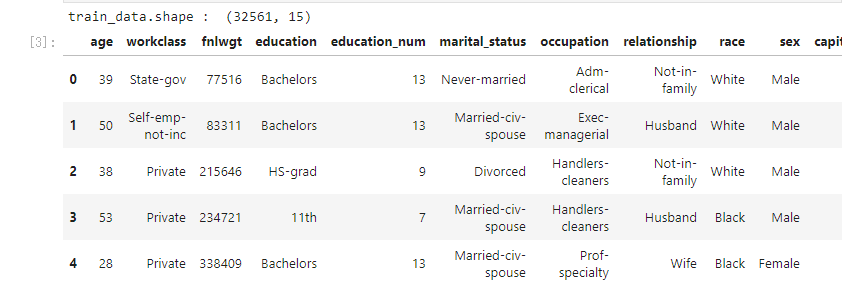 train_data.shape :  (32561, 15)
[3]:
age workclass fnlwgt education education_num marital_status occupation relationship race sex capit
0 39 State-gov 77516 Bachelors 13 Never-married Adm-clerical Not-in-family White Male
1 50 Self-emp-not-inc 83311 Bachelors 13 Married-civ-spouse Exec-managerial Husband White Male
2 38 Private 215646 HS-grad 9 Divorced Handlers-cleaners Not-in-family White Male
3 53 Private 234721 11th 7 Married-civ-spouse Handlers-cleaners Husband Black Male
4 28 Private 338409 Bachelors 13 Married-civ-spouse Prof-specialty Wife Black Female